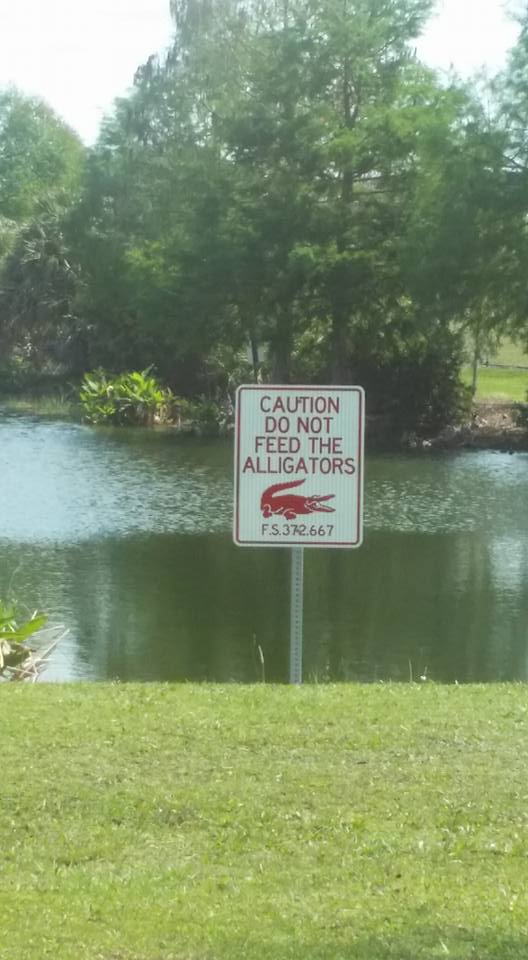 CAUTION
DO NOT
FEED THE
ALLIGATORS
F.S.372.667